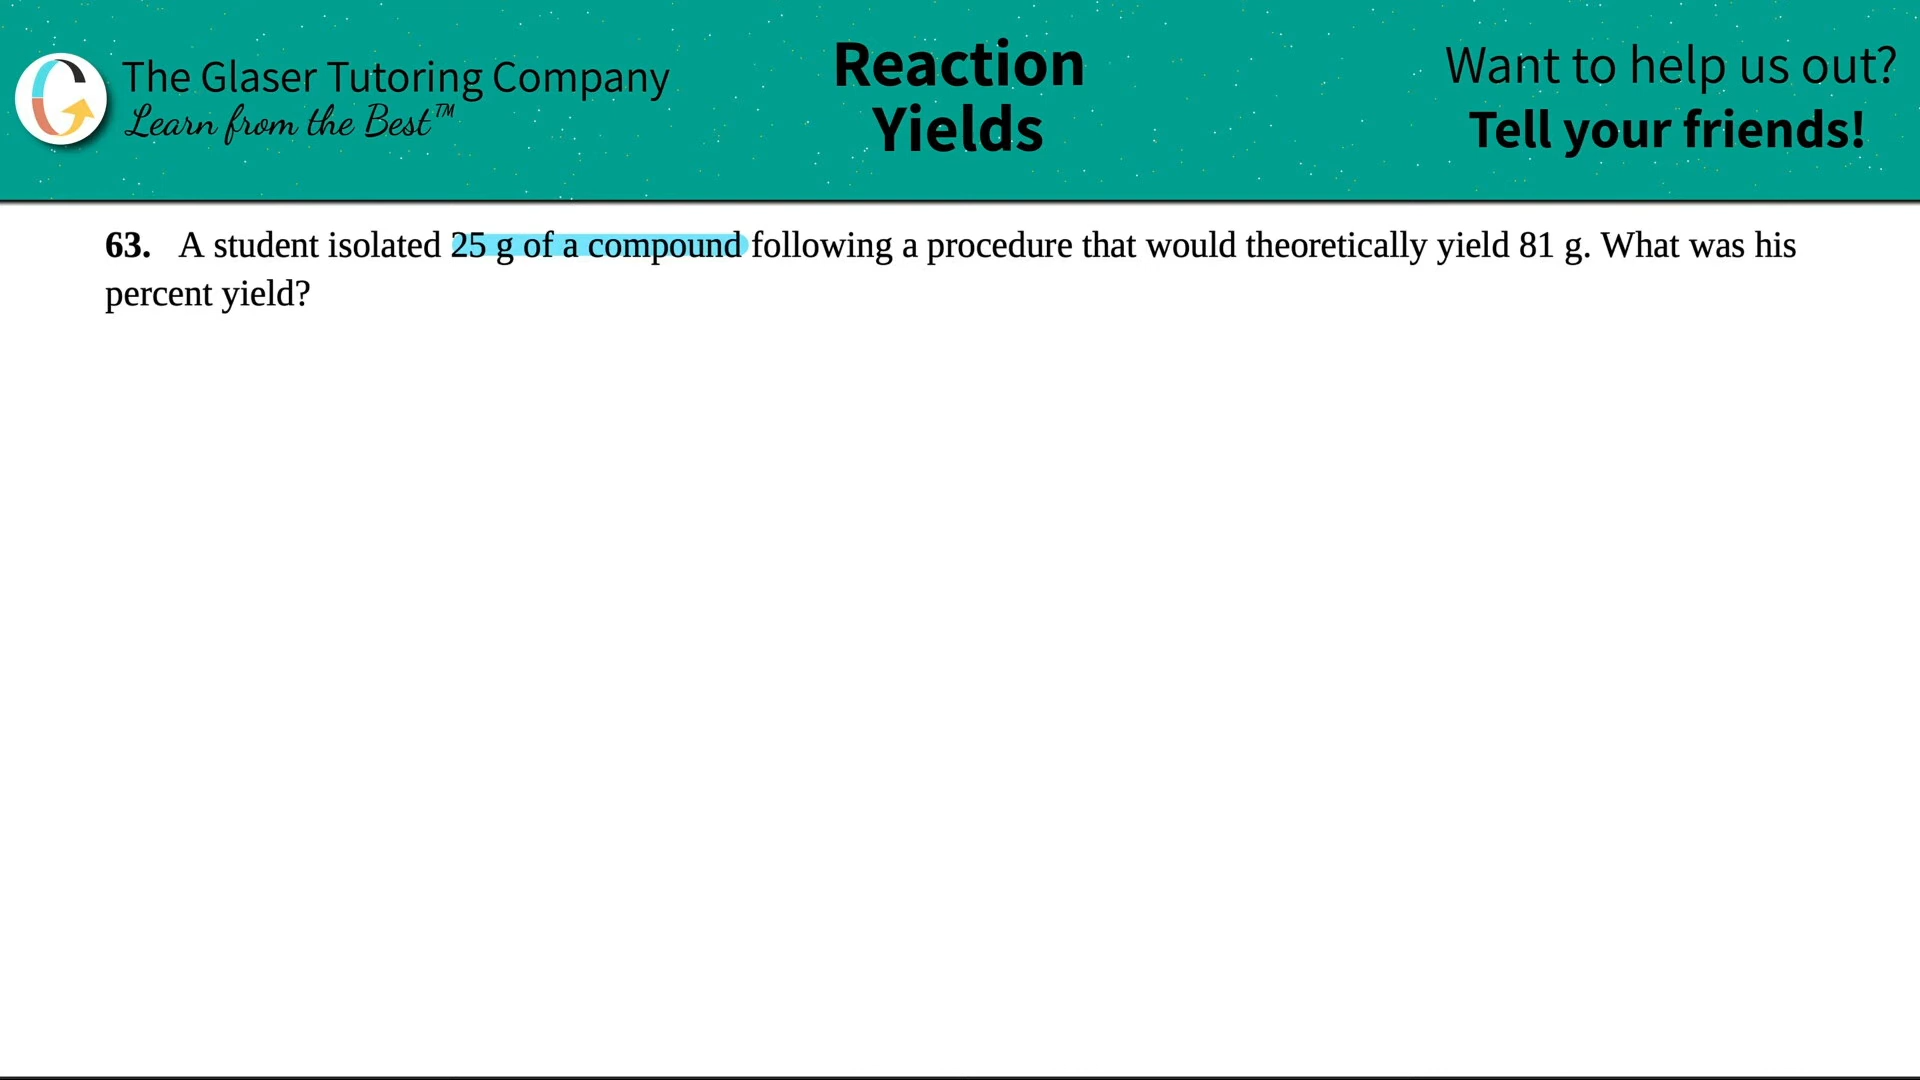 The Glaser Tutoring Company
Learn from the Best™
Reaction
Yields
Want to help us out?
Tell your friends!
63. A student isolated 25 g of a compound following a procedure that would theoretically yield 81 g. What was his
percent yield?